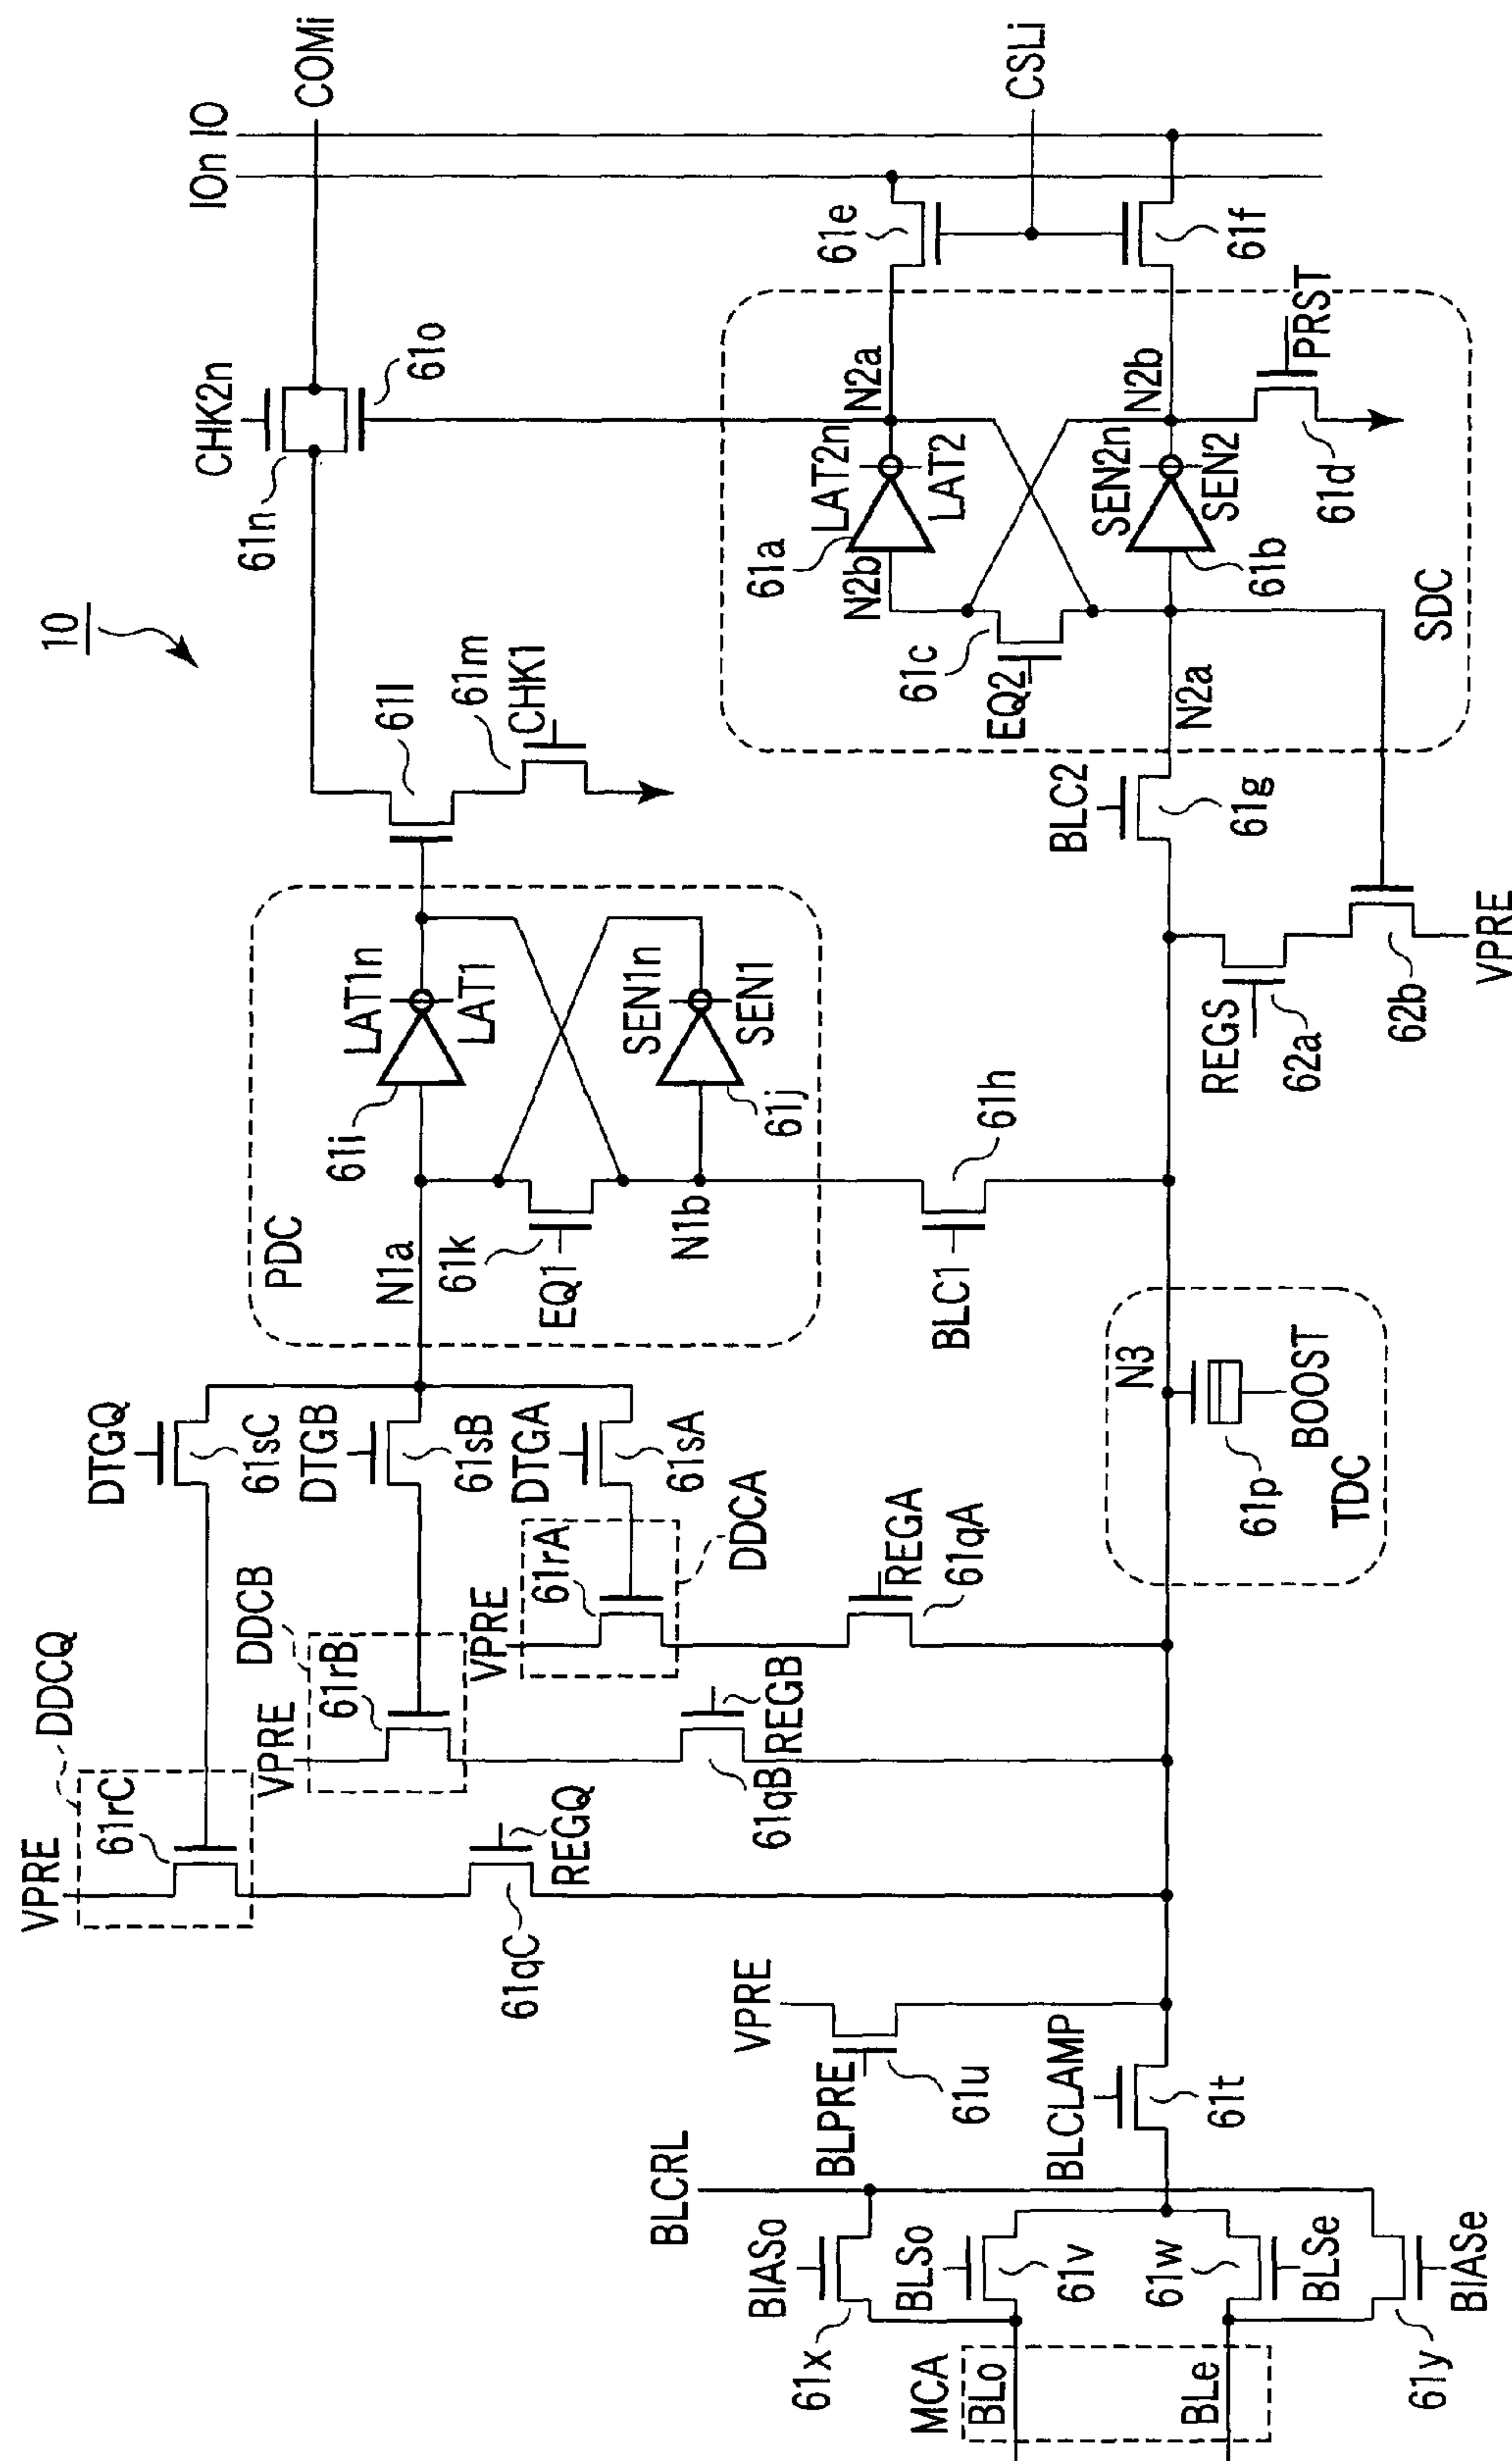 10
COMi
IOn
IO
CSLi
CHK2n
61n
61o
61l
61m
CHK1
61e
61f
PRST
61d
N2a
N2b
LAT2n
LAT2
61a
N2b
SEN2n
SEN2
61b
SDC
61c
EQ2
N2a
BLC2
61g
REGS
62a
62b
VPRE
PDC
LAT1n
LAT1
61i
SEN1n
SEN1
61j
N1a
61k
EQ1
N1b
BLC1
61h
N3
61p
BOOST
TDC
DTGQ
61sC
DTGB
61sB
DTGA
61sA
DDCQ
DDCB
DDCA
VPRE
61rC
VPRE
61rB
VPRE
61rA
REGQ
61qC
REGB
61qB
REGA
61qA
VPRE
BLPRE
61u
BLCLAMP
61t
BLCRL
BIASo
61x
BLSo
61v
61w
BLSe
BIASe
61y
MCA
BLo
BLe